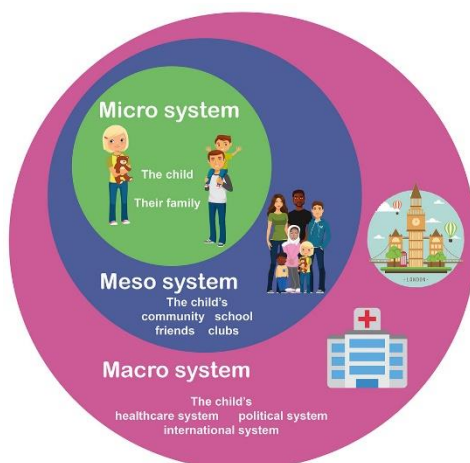 Micro system
The child
Their family
Meso system
The child's
community school
friends clubs
Macro system
The child's
healthcare system political system
international system
· LONDON ·